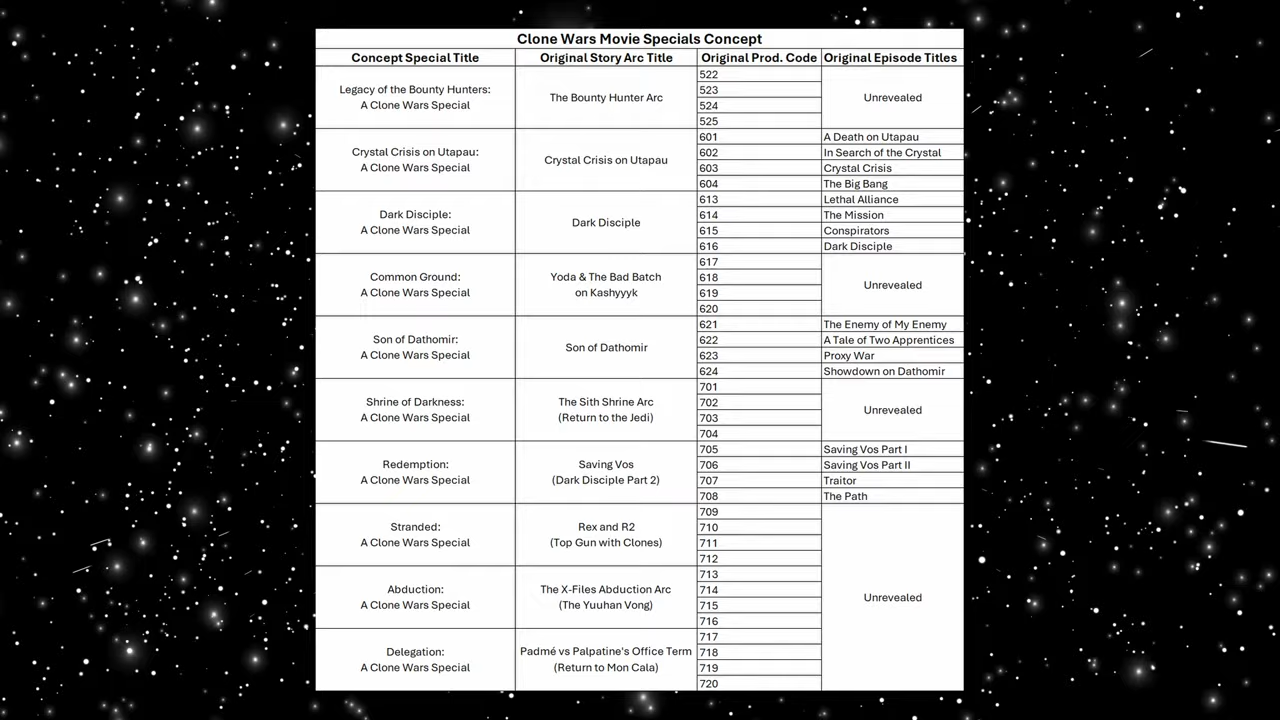 Clone Wars Movie Specials Concept
Concept Special Title
Original Story Arc Title
Original Prod. Code
Original Episode Titles
Legacy of the Bounty Hunters:
A Clone Wars Special
The Bounty Hunter Arc
522
523
524
525
Unrevealed
Crystal Crisis on Utapau:
A Clone Wars Special
Crystal Crisis on Utapau
601
A Death on Utapau
602
In Search of the Crystal
603
Crystal Crisis
604
The Big Bang
Dark Disciple:
A Clone Wars Special
Dark Disciple
613
Lethal Alliance
614
The Mission
615
Conspirators
616
Dark Disciple
Common Ground:
A Clone Wars Special
Yoda & The Bad Batch
on Kashyyyk
617
618
619
620
Unrevealed
Son of Dathomir:
A Clone Wars Special
Son of Dathomir
621
The Enemy of My Enemy
622
A Tale of Two Apprentices
623
Proxy War
624
Showdown on Dathomir
Shrine of Darkness:
A Clone Wars Special
The Sith Shrine Arc
(Return to the Jedi)
701
702
703
704
Unrevealed
Redemption:
A Clone Wars Special
Saving Vos
(Dark Disciple Part 2)
705
Saving Vos Part I
706
Saving Vos Part II
707
Traitor
708
The Path
Stranded:
A Clone Wars Special
Rex and R2
(Top Gun with Clones)
709
710
711
712
Abduction:
A Clone Wars Special
The X-Files Abduction Arc
(The Yuuhan Vong)
713
714
715
716
Unrevealed
Delegation:
A Clone Wars Special
Padmé vs Palpatine's Office Term
(Return to Mon Cala)
717
718
719
720